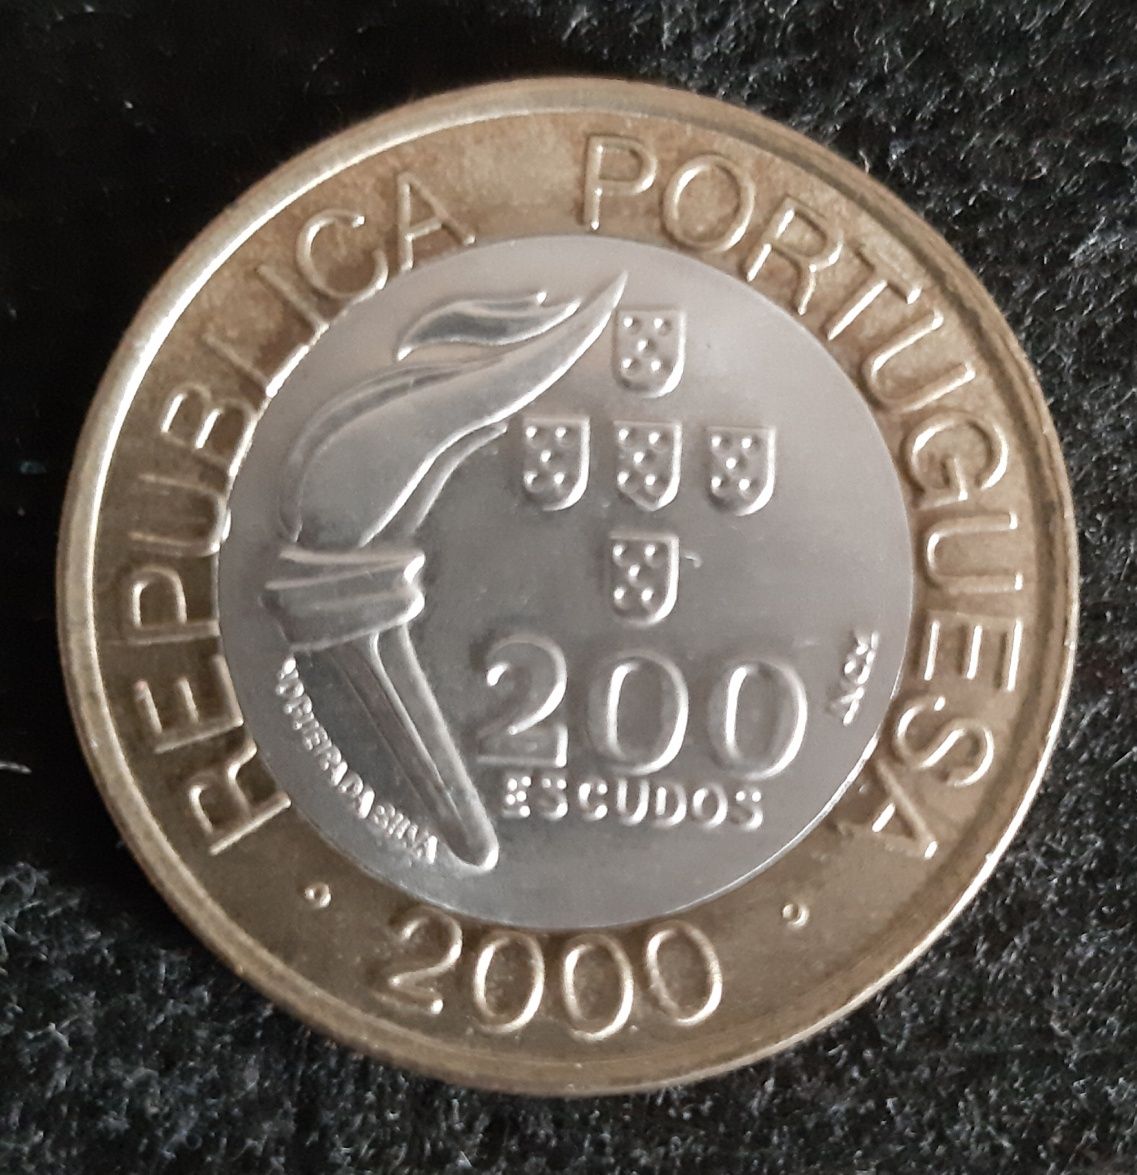 REPUBLICA PORTUGUESA
200
ESCUDOS
2000